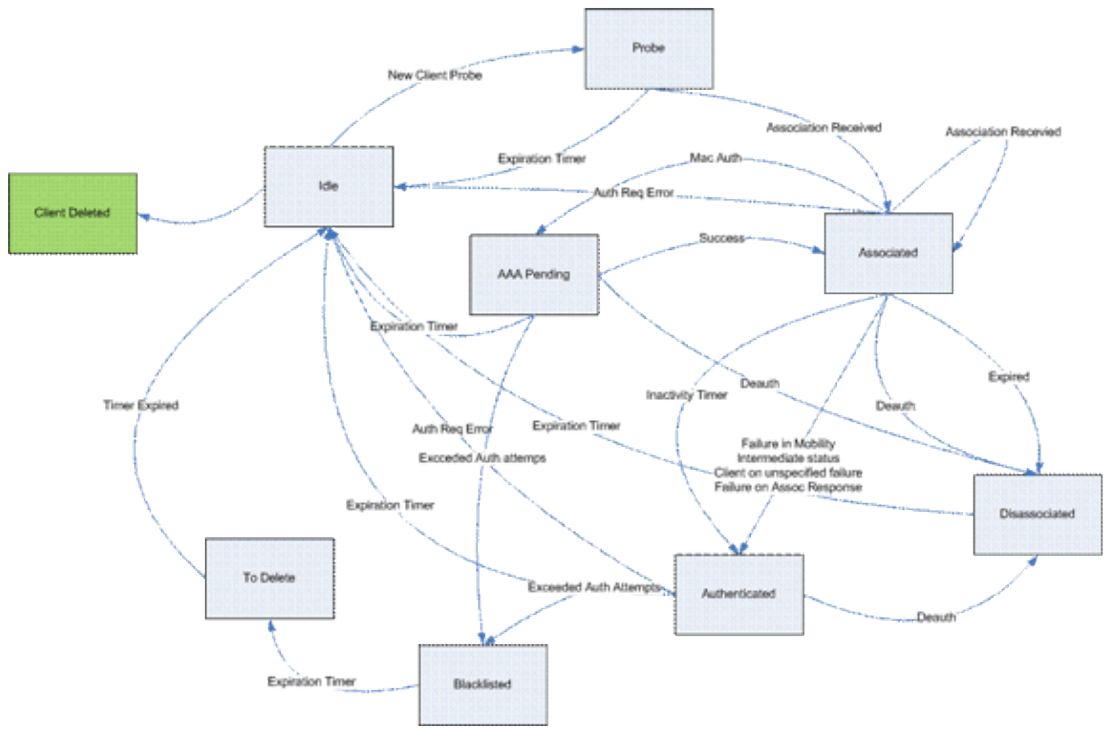 Probe
New Client Probe
Association Received
Association Recevied
Expiration Timer
Mac Auth
Idle
Auth Req Error
Client Deleted
Success
Associated
AAA Pending
Expiration Timer
Deauth
Expired
Inactivity Timer
Timer Expired
Deauth
Auth Req Error
Expiration Timer
Failure in Mobility
Intermediate status
Client on unspecified failure
Failure on Assoc Response
Exceeded Auth attemps
Expiration Timer
Disassociated
To Delete
Exceeded Auth Attempts
Authenticated
Deauth
Expiration Timer
Blacklisted